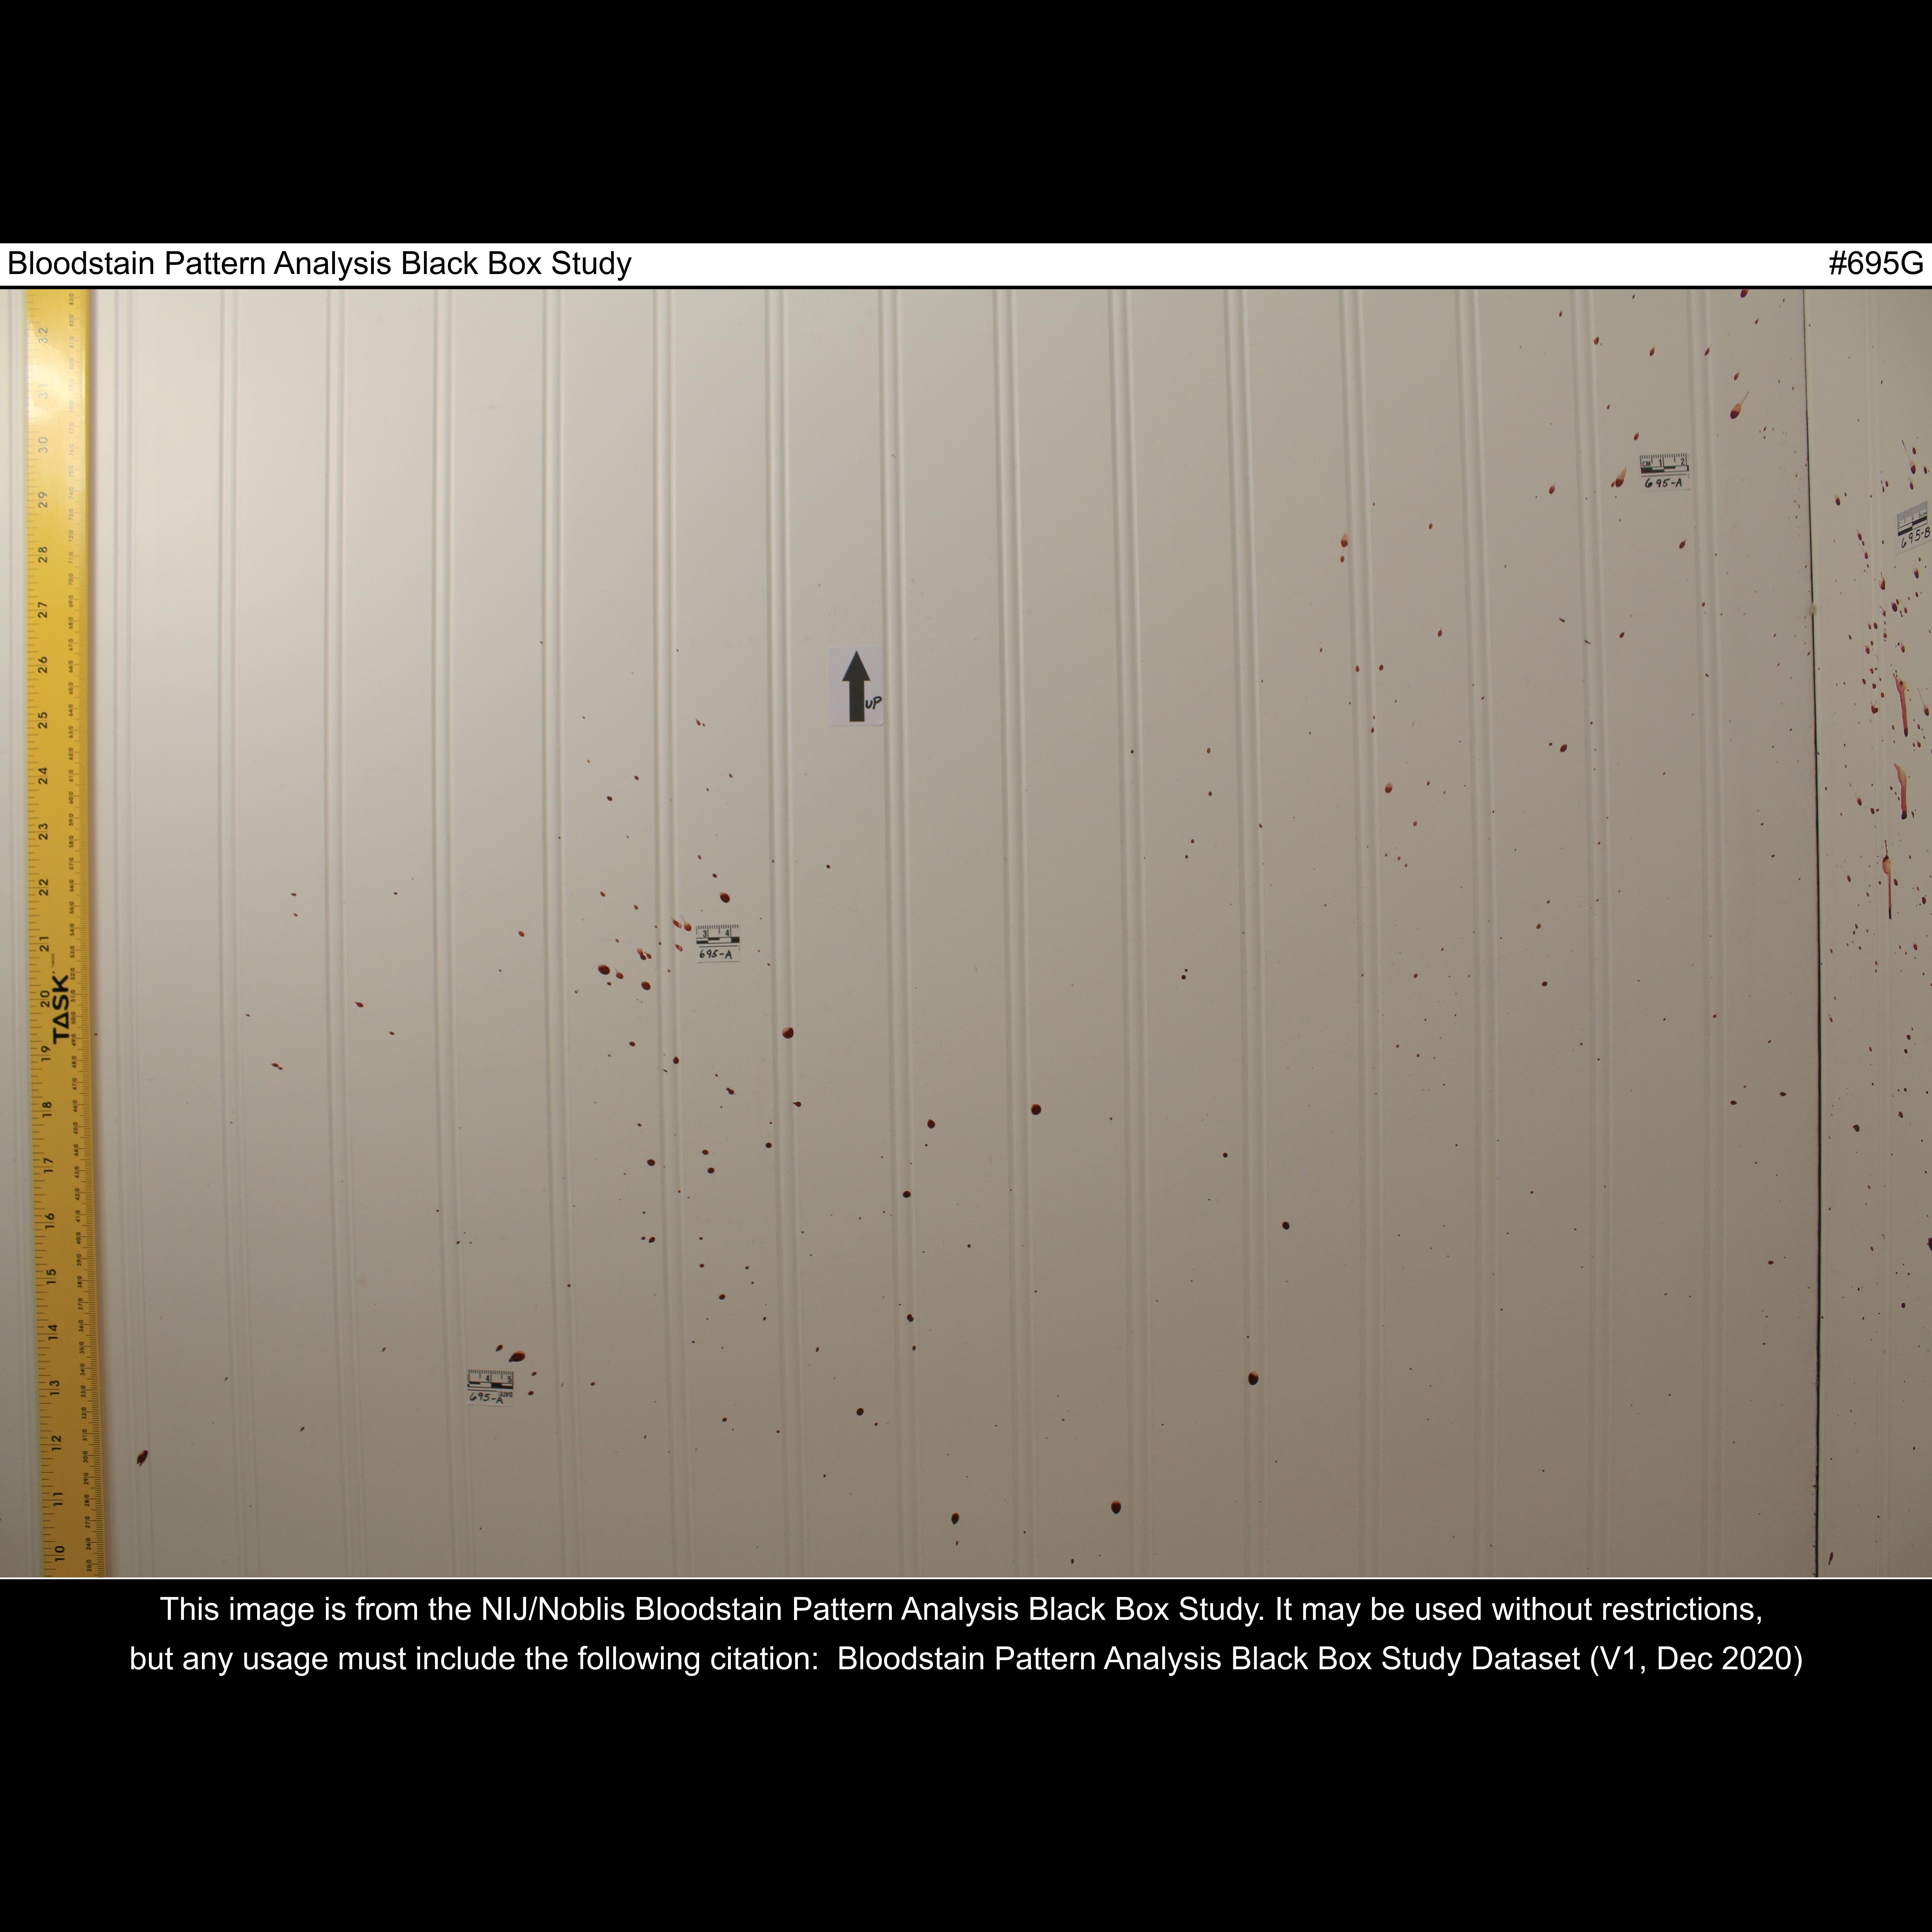 Bloodstain Pattern Analysis Black Box Study #695G
32
31
30
29
28
27
26
25
24
23
22
21
20
19
18
17
16
15
14
13
12
11
10
TASK
CM 1 2
695-A
695-B
UP
3 4
695-A
4 5
695-A DATE
This image is from the NIJ/Noblis Bloodstain Pattern Analysis Black Box Study. It may be used without restrictions,
but any usage must include the following citation: Bloodstain Pattern Analysis Black Box Study Dataset (V1, Dec 2020)